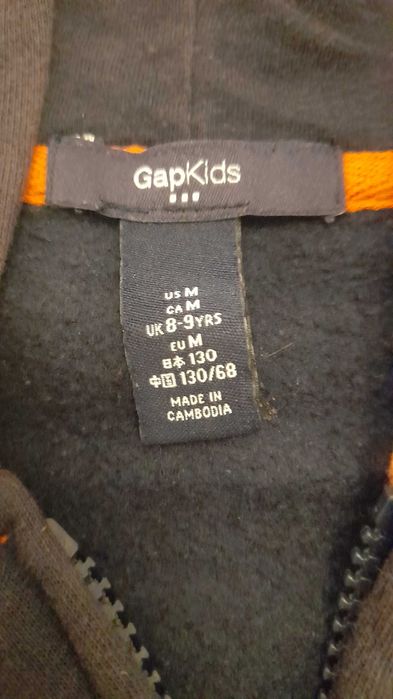 GapKids
US M
CA M
UK 8-9YRS
EU M
日本 130
中国 130/68
MADE IN
CAMBODIA